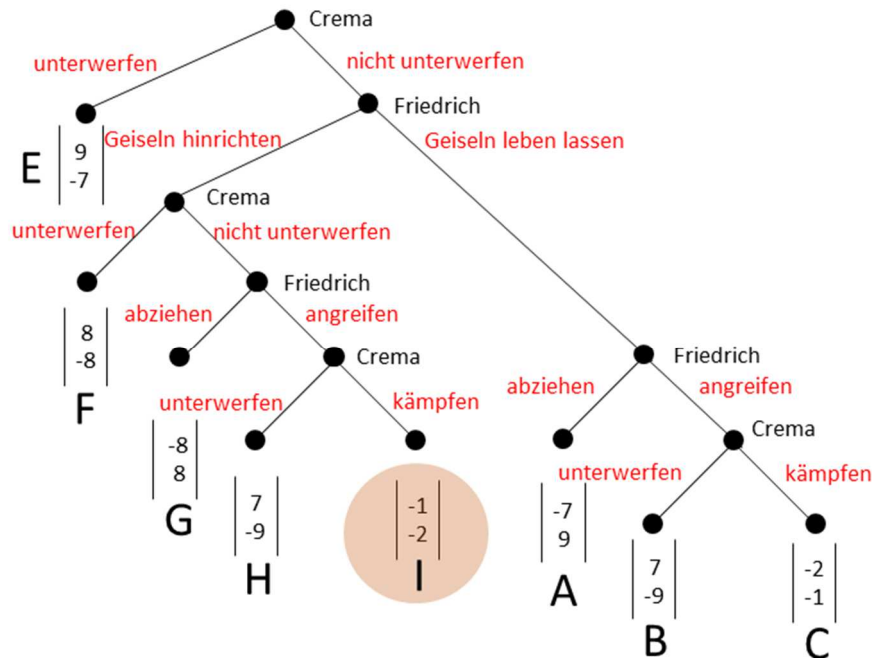 Crema
unterwerfen
nicht unterwerfen
Friedrich
Geiseln hinrichten
Geiseln leben lassen
E
9
-7
Crema
unterwerfen
nicht unterwerfen
Friedrich
abziehen
angreifen
8
-8
F
Crema
Friedrich
unterwerfen
kämpfen
abziehen
angreifen
-8
8
G
Crema
unterwerfen
kämpfen
7
-9
H
-1
-2
I
-7
9
A
7
-9
B
-2
-1
C